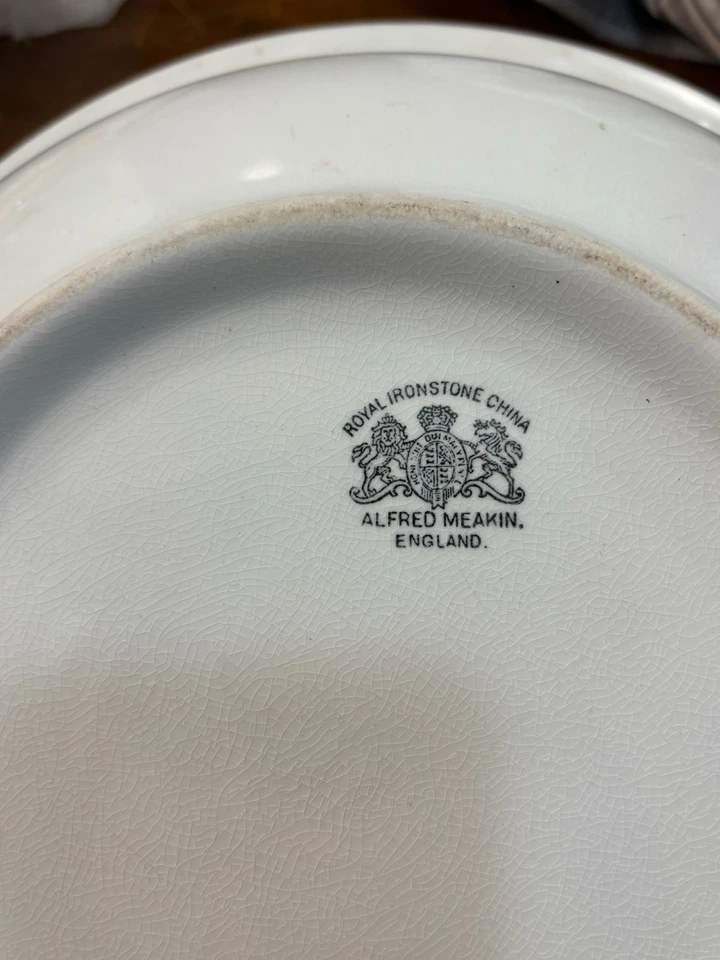 ROYAL IRONSTONE CHINA
ALFRED MEAKIN.
ENGLAND.